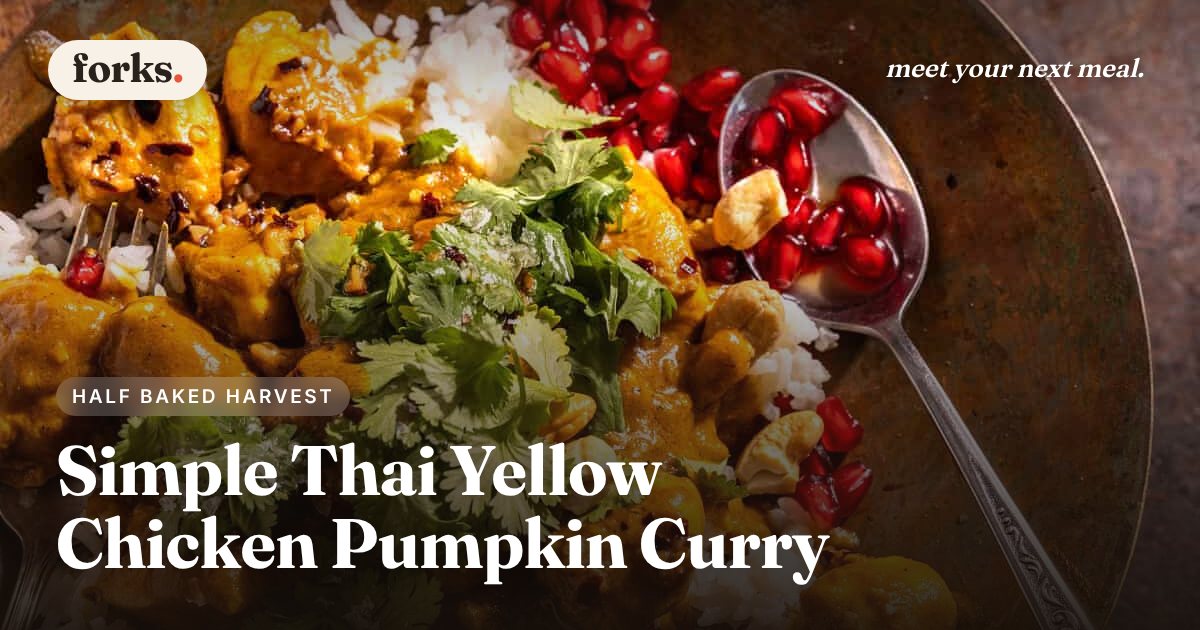 forks.
meet your next meal.
HALF BAKED HARVEST
Simple Thai Yellow
Chicken Pumpkin Curry